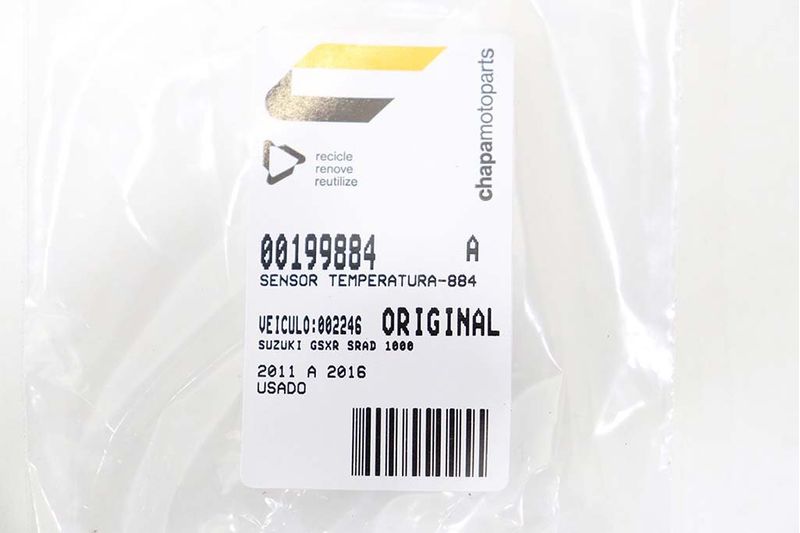 chapamotoparts
recicle
renove
reutilize
00199884 A
SENSOR TEMPERATURA-884
VEICULO:002246 ORIGINAL
SUZUKI GSXR SRAD 1000
2011 A 2016
USADO